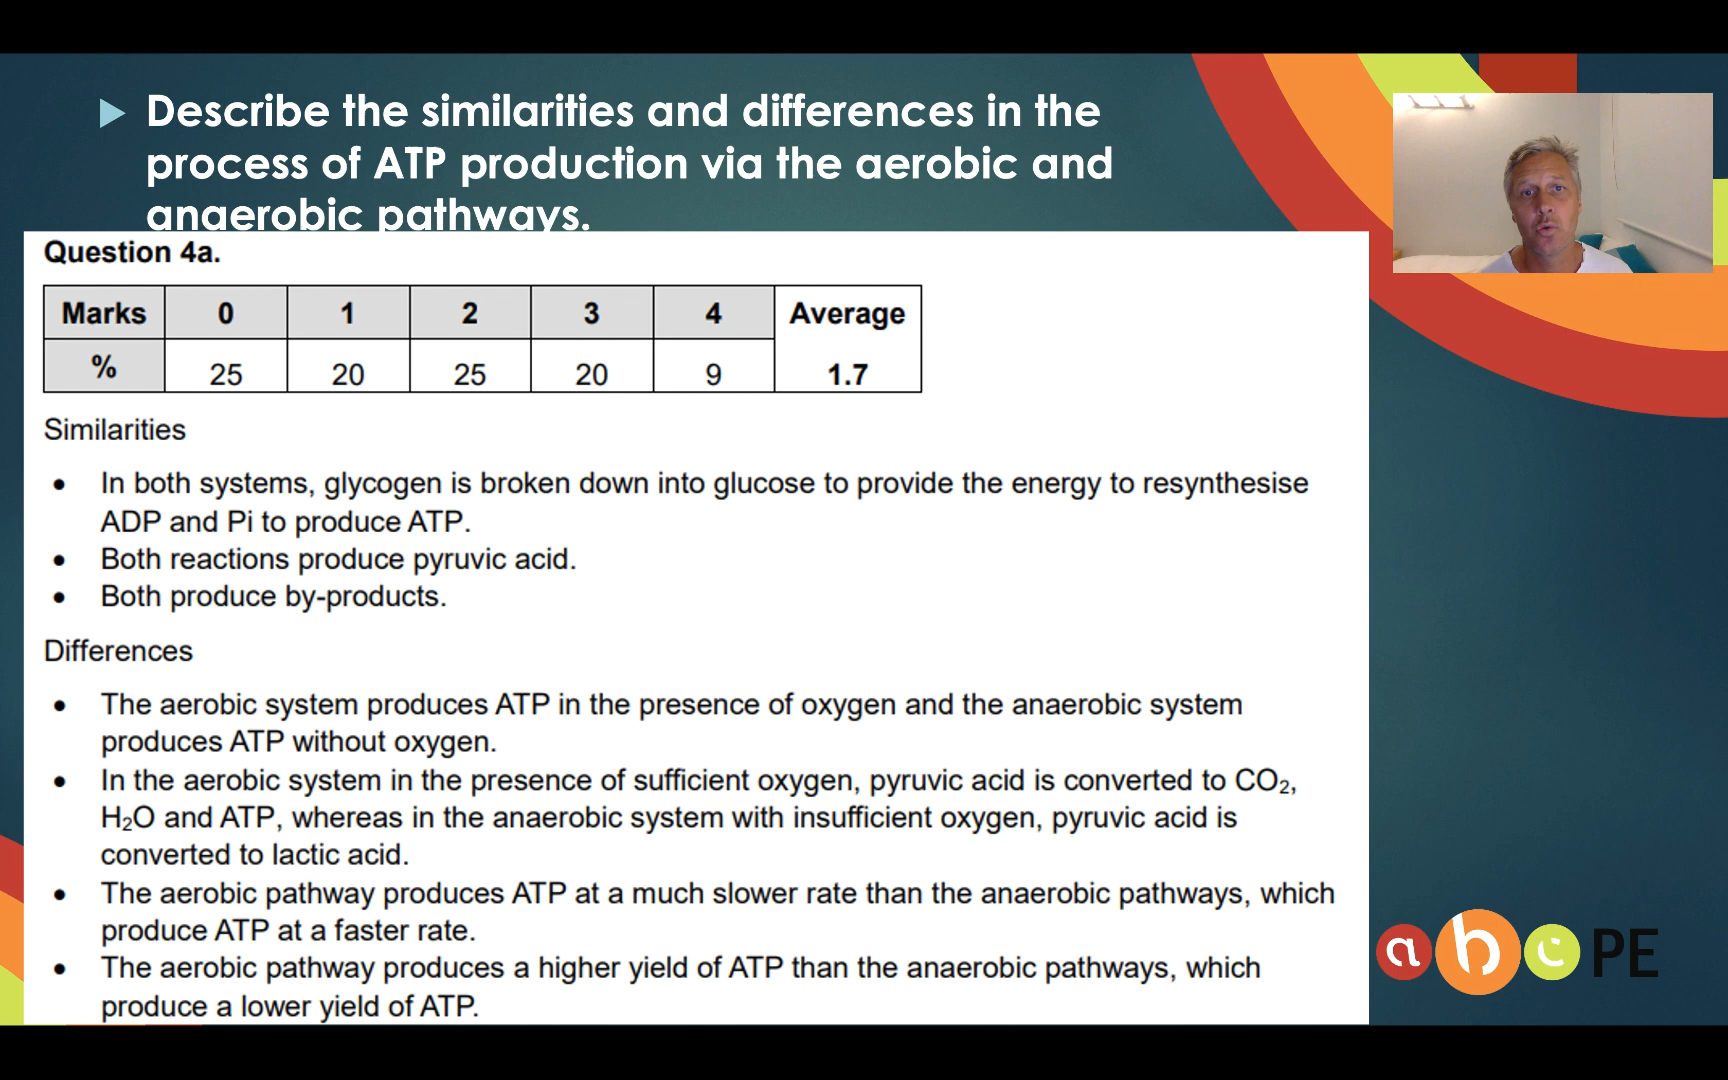 Describe the similarities and differences in the
process of ATP production via the aerobic and
anaerobic pathways.
Question 4a.
Marks 0 1 2 3 4 Average
% 25 20 25 20 9 1.7
Similarities
• In both systems, glycogen is broken down into glucose to provide the energy to resynthesise
ADP and Pi to produce ATP.
• Both reactions produce pyruvic acid.
• Both produce by-products.
Differences
• The aerobic system produces ATP in the presence of oxygen and the anaerobic system
produces ATP without oxygen.
• In the aerobic system in the presence of sufficient oxygen, pyruvic acid is converted to CO₂,
H₂O and ATP, whereas in the anaerobic system with insufficient oxygen, pyruvic acid is
converted to lactic acid.
• The aerobic pathway produces ATP at a much slower rate than the anaerobic pathways, which
produce ATP at a faster rate.
• The aerobic pathway produces a higher yield of ATP than the anaerobic pathways, which
produce a lower yield of ATP.
abc PE